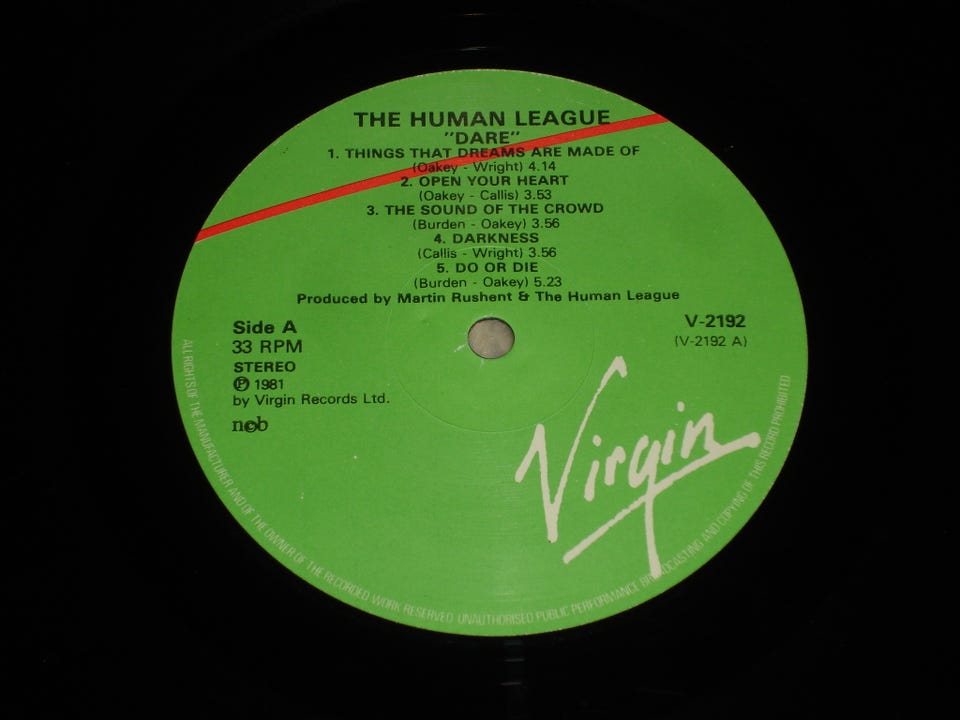 THE HUMAN LEAGUE
"DARE"
1. THINGS THAT DREAMS ARE MADE OF
(Oakey - Wright) 4.14
2. OPEN YOUR HEART
(Oakey - Callis) 3.53
3. THE SOUND OF THE CROWD
(Burden - Oakey) 3.56
4. DARKNESS
(Callis - Wright) 3.56
5. DO OR DIE
(Burden - Oakey) 5.23
Produced by Martin Rushent & The Human League
Side A
33 RPM
STEREO
Ⓟ 1981
by Virgin Records Ltd.
ncb
V-2192
(V-2192 A)
Virgin
ALL RIGHTS OF THE MANUFACTURER AND OF THE OWNER OF THE RECORDED WORK RESERVED UNAUTHORISED PUBLIC PERFORMANCE BROADCASTING AND COPYING OF THIS RECORD PROHIBITED